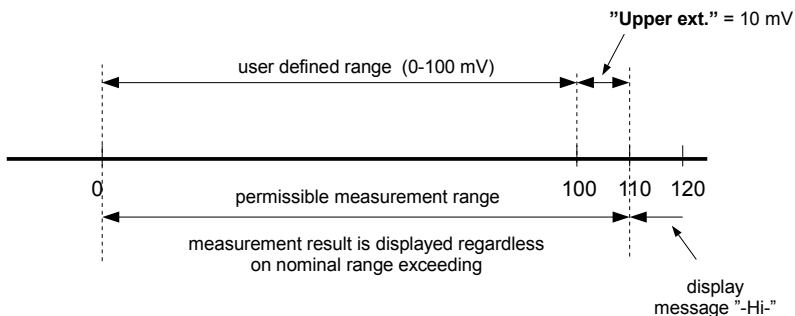 ”Upper ext.” = 10 mV
user defined range (0-100 mV)
0
100
110
120
permissible measurement range
measurement result is displayed regardless
on nominal range exceeding
display
message ”-Hi-”